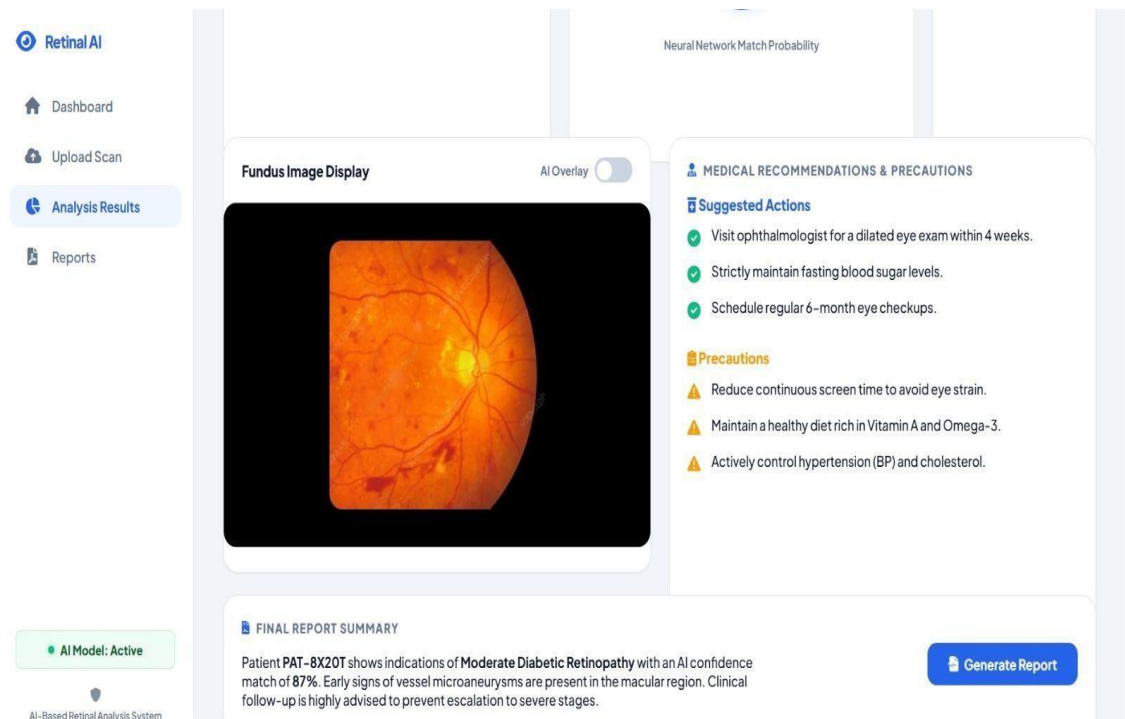 Retinal AI
Dashboard
Upload Scan
Analysis Results
Reports
AI Model: Active
AI-Based Retinal Analysis System
Neural Network Match Probability
Fundus Image Display
AI Overlay
MEDICAL RECOMMENDATIONS & PRECAUTIONS
Suggested Actions
Visit ophthalmologist for a dilated eye exam within 4 weeks.
Strictly maintain fasting blood sugar levels.
Schedule regular 6-month eye checkups.
Precautions
Reduce continuous screen time to avoid eye strain.
Maintain a healthy diet rich in Vitamin A and Omega-3.
Actively control hypertension (BP) and cholesterol.
FINAL REPORT SUMMARY
Patient PAT-8X20T shows indications of Moderate Diabetic Retinopathy with an AI confidence
match of 87%. Early signs of vessel microaneurysms are present in the macular region. Clinical
follow-up is highly advised to prevent escalation to severe stages.
Generate Report